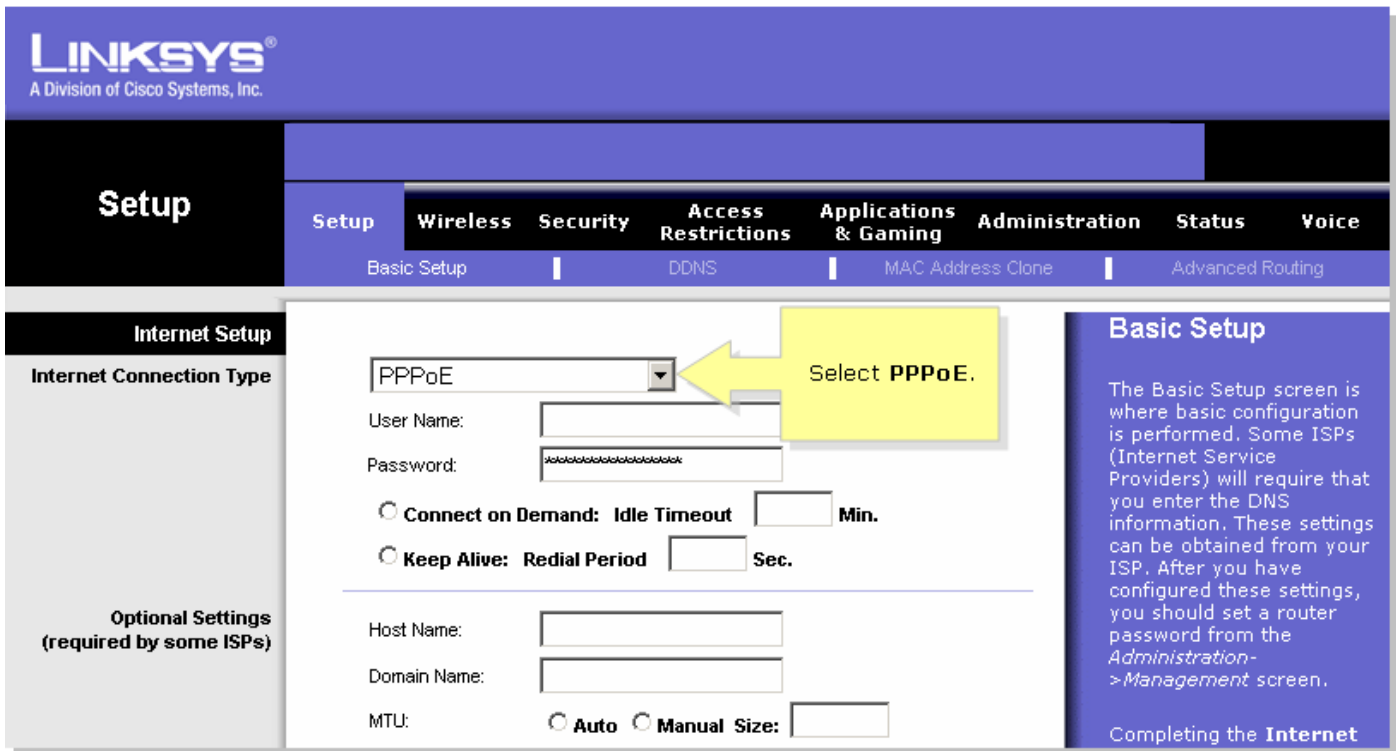 LINKSYS®
A Division of Cisco Systems, Inc.
Setup
Setup Wireless Security Access Restrictions Applications & Gaming Administration Status Voice
Basic Setup DDNS MAC Address Clone Advanced Routing
Internet Setup
Internet Connection Type
PPPoE
Select PPPoE.
User Name:
Password: ******************
Connect on Demand: Idle Timeout Min.
Keep Alive: Redial Period Sec.
Optional Settings
(required by some ISPs)
Host Name:
Domain Name:
MTU: Auto Manual Size:
Basic Setup
The Basic Setup screen is
where basic configuration
is performed. Some ISPs
(Internet Service
Providers) will require that
you enter the DNS
information. These settings
can be obtained from your
ISP. After you have
configured these settings,
you should set a router
password from the
Administration-
>Management screen.
Completing the Internet